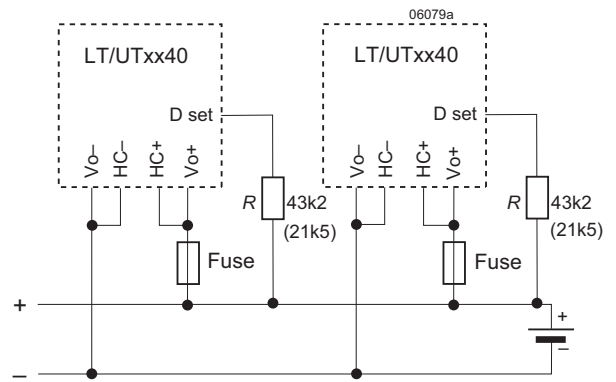 06079a
LT/UTxx40
LT/UTxx40
D set
D set
Vo–
HC–
HC+
Vo+
Vo–
HC–
HC+
Vo+
R
43k2
(21k5)
R
43k2
(21k5)
Fuse
Fuse
+
+
–
–